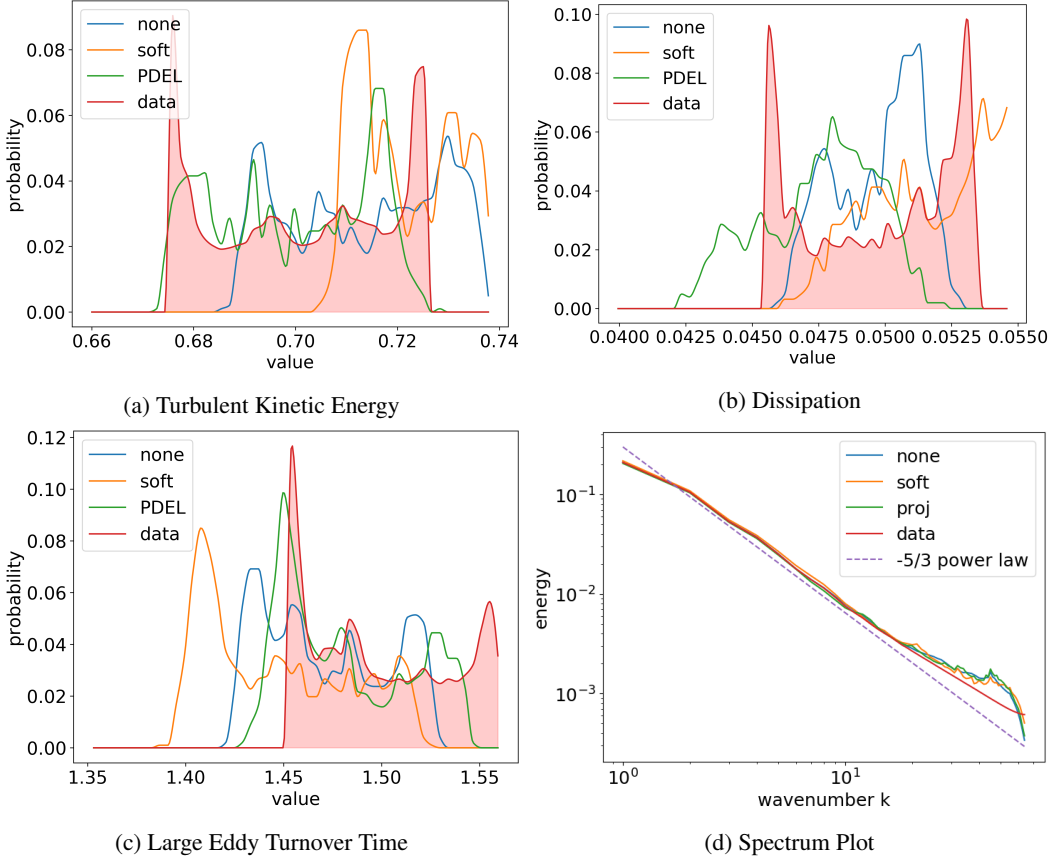 none
soft
PDEL
data
probability
0.08
0.06
0.04
0.02
0.00
0.66
0.68
0.70
0.72
0.74
value
(a) Turbulent Kinetic Energy
none
soft
PDEL
data
probability
0.10
0.08
0.06
0.04
0.02
0.00
0.0400
0.0425
0.0450
0.0475
0.0500
0.0525
0.0550
value
(b) Dissipation
none
soft
PDEL
data
probability
0.12
0.10
0.08
0.06
0.04
0.02
0.00
1.35
1.40
1.45
1.50
1.55
value
(c) Large Eddy Turnover Time
none
soft
proj
data
-5/3 power law
energy
10⁻¹
10⁻²
10⁻³
10⁰
10¹
wavenumber k
(d) Spectrum Plot